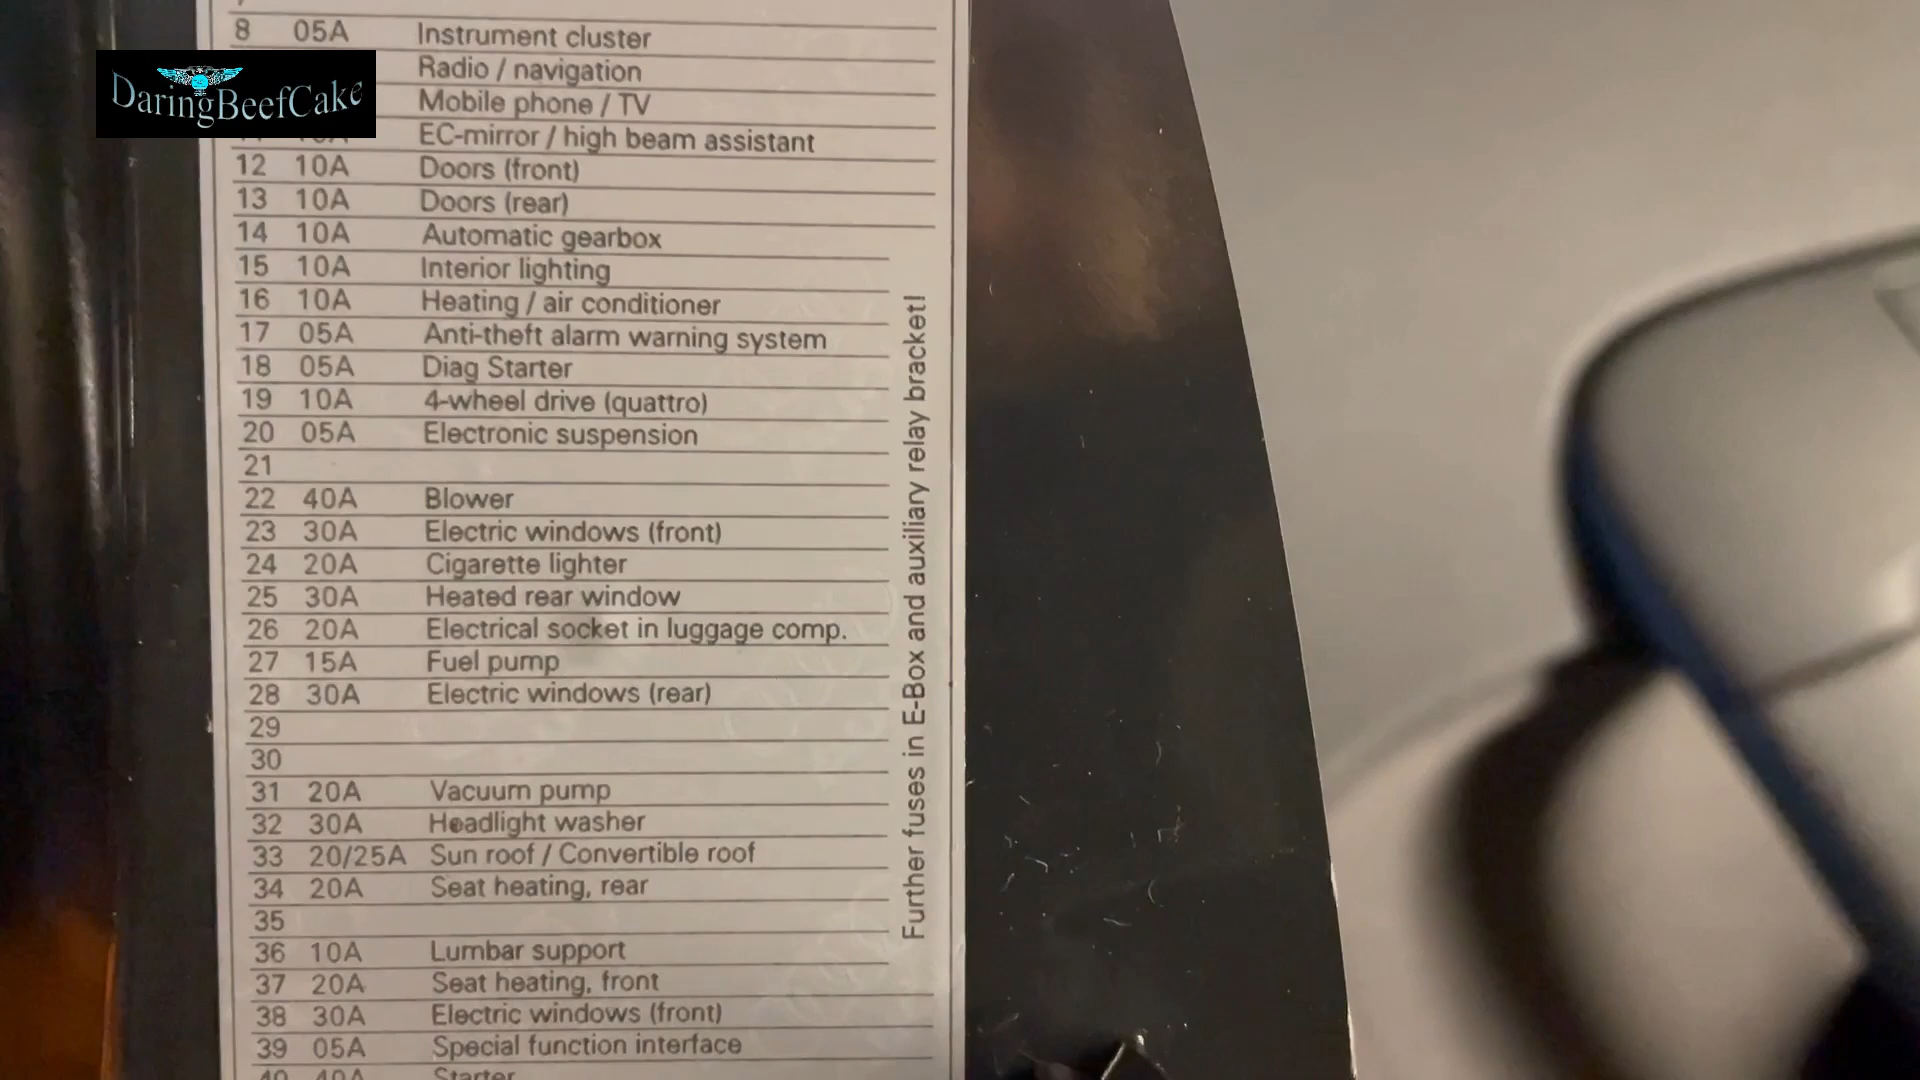 8 05A Instrument cluster
DaringBeefCake
Radio / navigation
Mobile phone / TV
EC-mirror / high beam assistant
12 10A Doors (front)
13 10A Doors (rear)
14 10A Automatic gearbox
15 10A Interior lighting
16 10A Heating / air conditioner
17 05A Anti-theft alarm warning system
18 05A Diag Starter
19 10A 4-wheel drive (quattro)
20 05A Electronic suspension
21
22 40A Blower
23 30A Electric windows (front)
24 20A Cigarette lighter
25 30A Heated rear window
26 20A Electrical socket in luggage comp.
27 15A Fuel pump
28 30A Electric windows (rear)
29
30
31 20A Vacuum pump
32 30A Headlight washer
33 20/25A Sun roof / Convertible roof
34 20A Seat heating, rear
35
36 10A Lumbar support
37 20A Seat heating, front
38 30A Electric windows (front)
39 05A Special function interface
40 40A Starter
Further fuses in E-Box and auxiliary relay bracket!